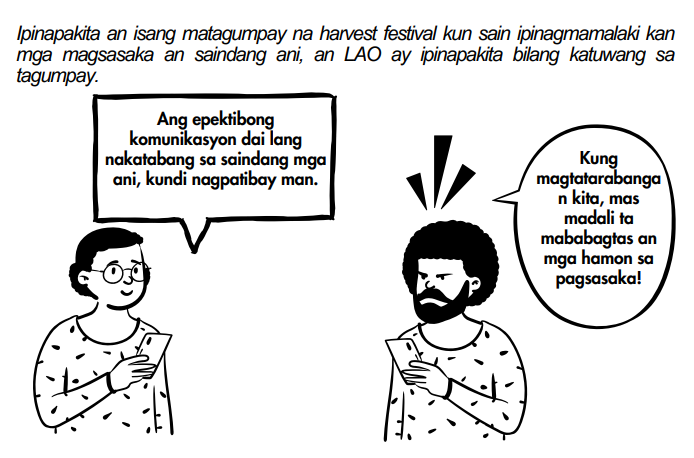 Ipinapakita an isang matagumpay na harvest festival kun sain ipinagmamalaki kan
mga magsasaka an saindang ani, an LAO ay ipinapakita bilang katuwang sa
tagumpay.
Ang epektibong
komunikasyon dai lang
nakatabang sa saindang mga
ani, kundi nagpatibay man.
Kung
magtatarabanga
n kita, mas
madali ta
mababagtas an
mga hamon sa
pagsasaka!